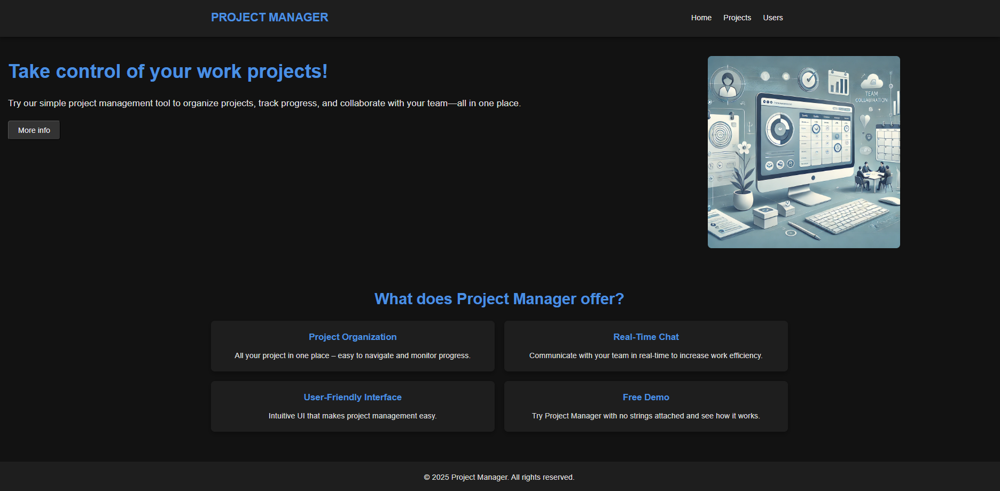 PROJECT MANAGER
Home Projects Users
Take control of your work projects!
Try our simple project management tool to organize projects, track progress, and collaborate with your team—all in one place.
More info
TEAM
COLLABIRATION
What does Project Manager offer?
Project Organization
All your project in one place – easy to navigate and monitor progress.
Real-Time Chat
Communicate with your team in real-time to increase work efficiency.
User-Friendly Interface
Intuitive UI that makes project management easy.
Free Demo
Try Project Manager with no strings attached and see how it works.
© 2025 Project Manager. All rights reserved.